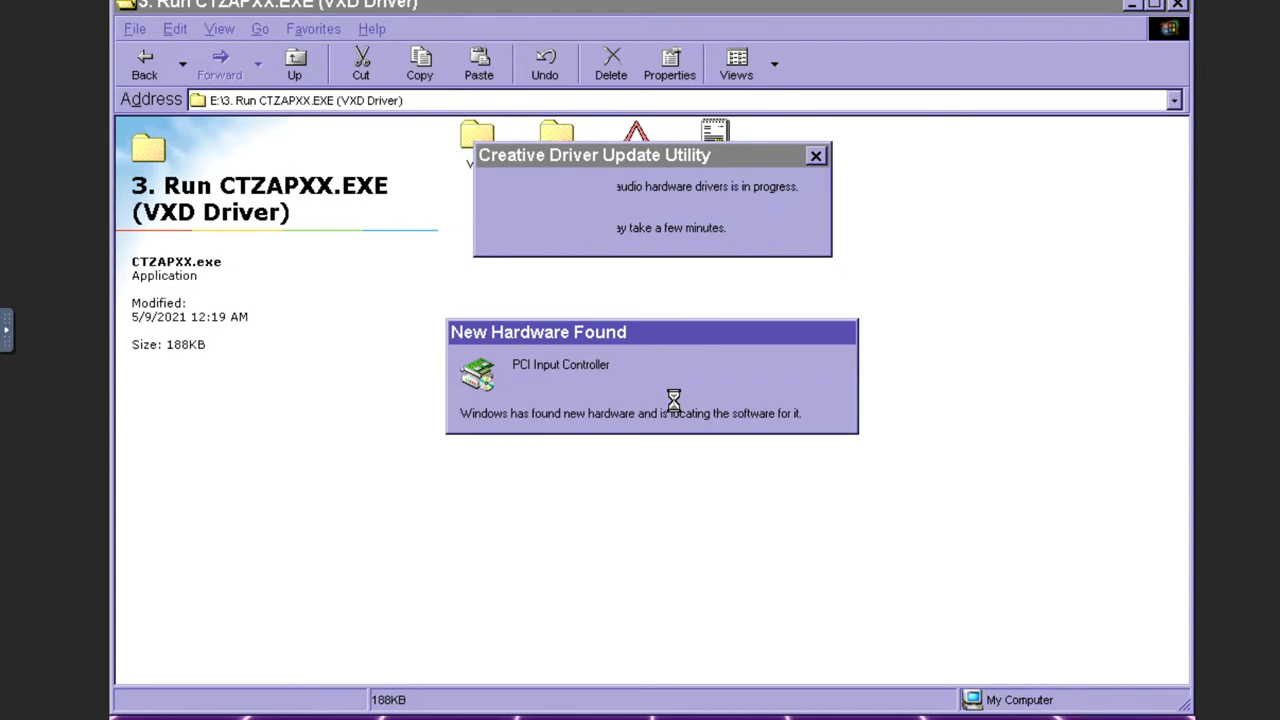 3. Run CTZAPXX.EXE (VXD Driver)
File Edit View Go Favorites Help
Back Forward Up Cut Copy Paste Undo Delete Properties Views
Address E:\3. Run CTZAPXX.EXE (VXD Driver)
3. Run CTZAPXX.EXE
(VXD Driver)
CTZAPXX.exe
Application
Modified:
5/9/2021 12:19 AM
Size: 188KB
Creative Driver Update Utility
audio hardware drivers is in progress.
ay take a few minutes.
New Hardware Found
PCI Input Controller
Windows has found new hardware and is locating the software for it.
188KB
My Computer